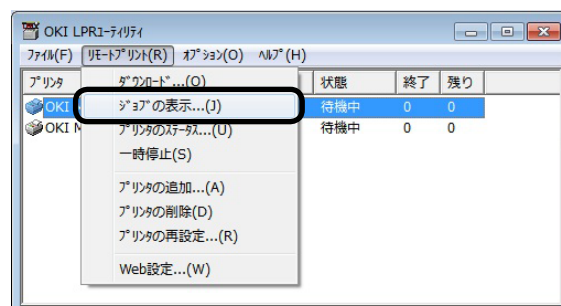 OKI LPRユーティリティ
ファイル(F) リモートプリント(R) オプション(O) ヘルプ(H)
プリンタ 状態 終了 残り
ダウンロード...(O)
OKI 待機中 0 0
ジョブの表示...(J)
OKI 待機中 0 0
プリンタのステータス...(U)
一時停止(S)
プリンタの追加...(A)
プリンタの削除(D)
プリンタの再設定...(R)
Web設定...(W)